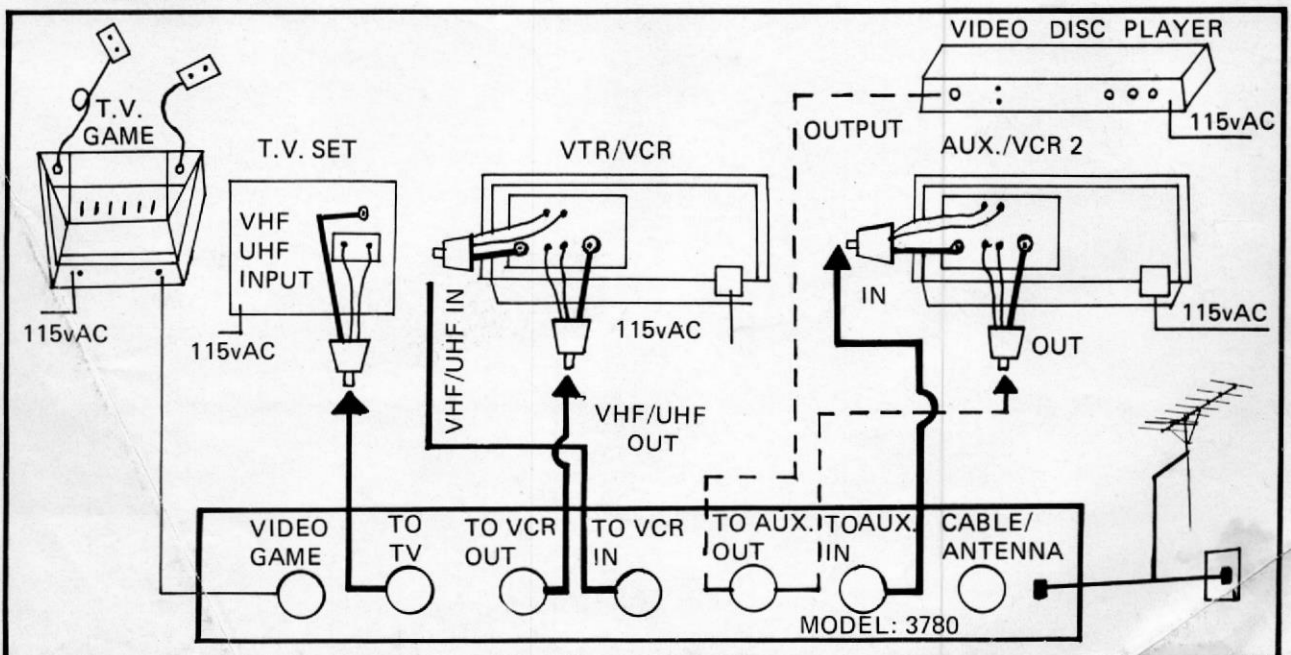 VIDEO DISC PLAYER
T.V.
GAME
115vAC
OUTPUT
T.V. SET
VTR/VCR
AUX./VCR 2
VHF
UHF
INPUT
115vAC
115vAC
115vAC
IN
115vAC
OUT
VHF/UHF IN
VHF/UHF
OUT
VIDEO
GAME
TO
TV
TO VCR
OUT
TO VCR
IN
TO AUX.
OUT
TO AUX.
IN
CABLE/
ANTENNA
MODEL: 3780